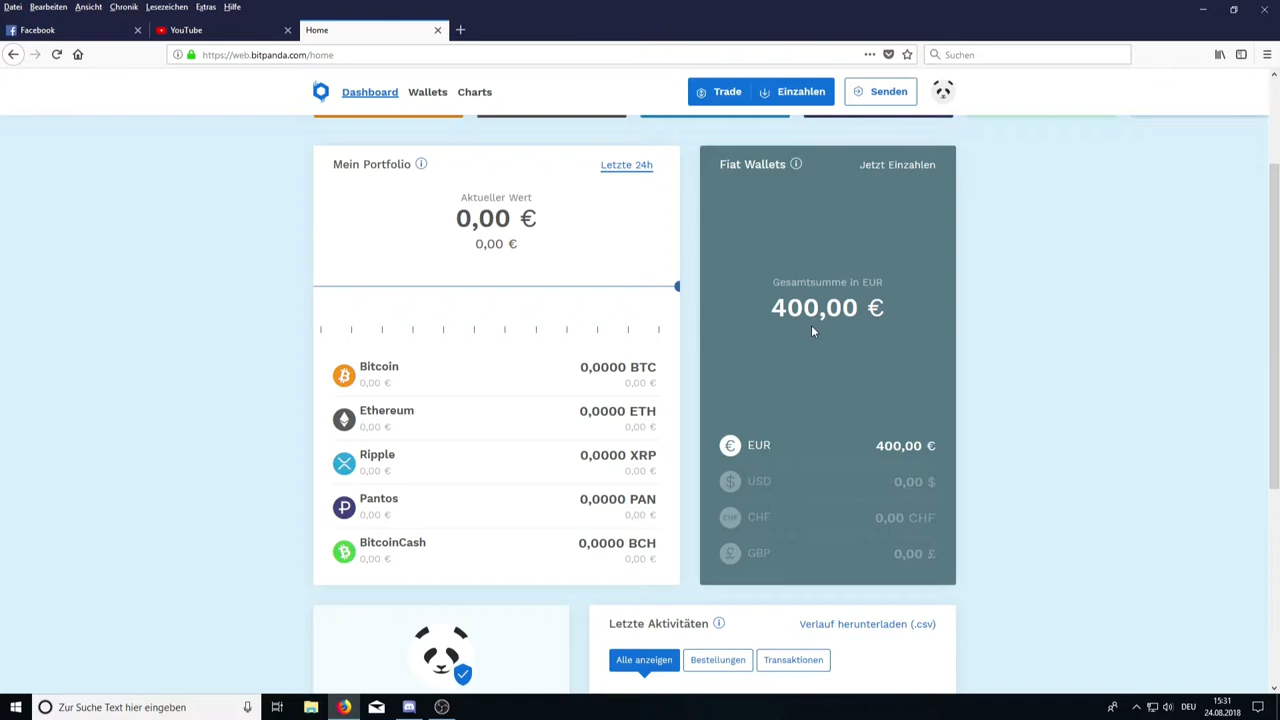 Datei Bearbeiten Ansicht Chronik Lesezeichen Extras Hilfe
Facebook YouTube Home
https://web.bitpanda.com/home Suchen
Dashboard Wallets Charts Trade Einzahlen Senden
Mein Portfolio Letzte 24h
Aktueller Wert
0,00 €
0,00 €
Bitcoin 0,0000 BTC
0,00 € 0,00 €
Ethereum 0,0000 ETH
0,00 € 0,00 €
Ripple 0,0000 XRP
0,00 € 0,00 €
Pantos 0,0000 PAN
0,00 € 0,00 €
BitcoinCash 0,0000 BCH
0,00 € 0,00 €
Fiat Wallets Jetzt Einzahlen
Gesamtsumme in EUR
400,00 €
€ EUR 400,00 €
$ USD 0,00 $
CHF CHF 0,00 CHF
£ GBP 0,00 £
Letzte Aktivitäten Verlauf herunterladen (.csv)
Alle anzeigen Bestellungen Transaktionen
Zur Suche Text hier eingeben
DEU
15:31
24.08.2018